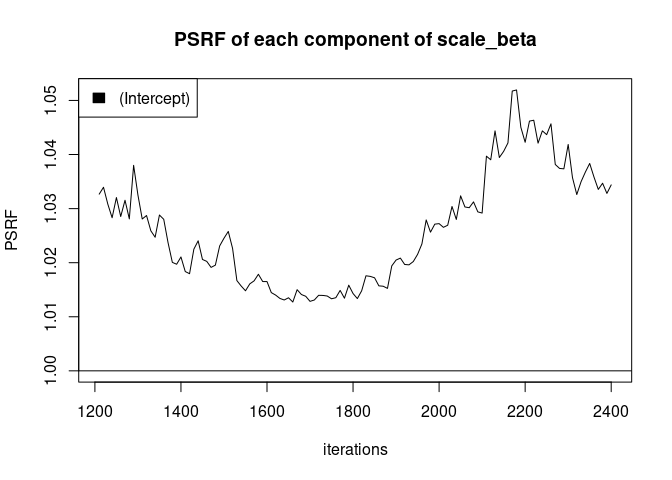 PSRF of each component of scale_beta
(Intercept)
PSRF
1.05
1.04
1.03
1.02
1.01
1.00
1200 1400 1600 1800 2000 2200 2400
iterations